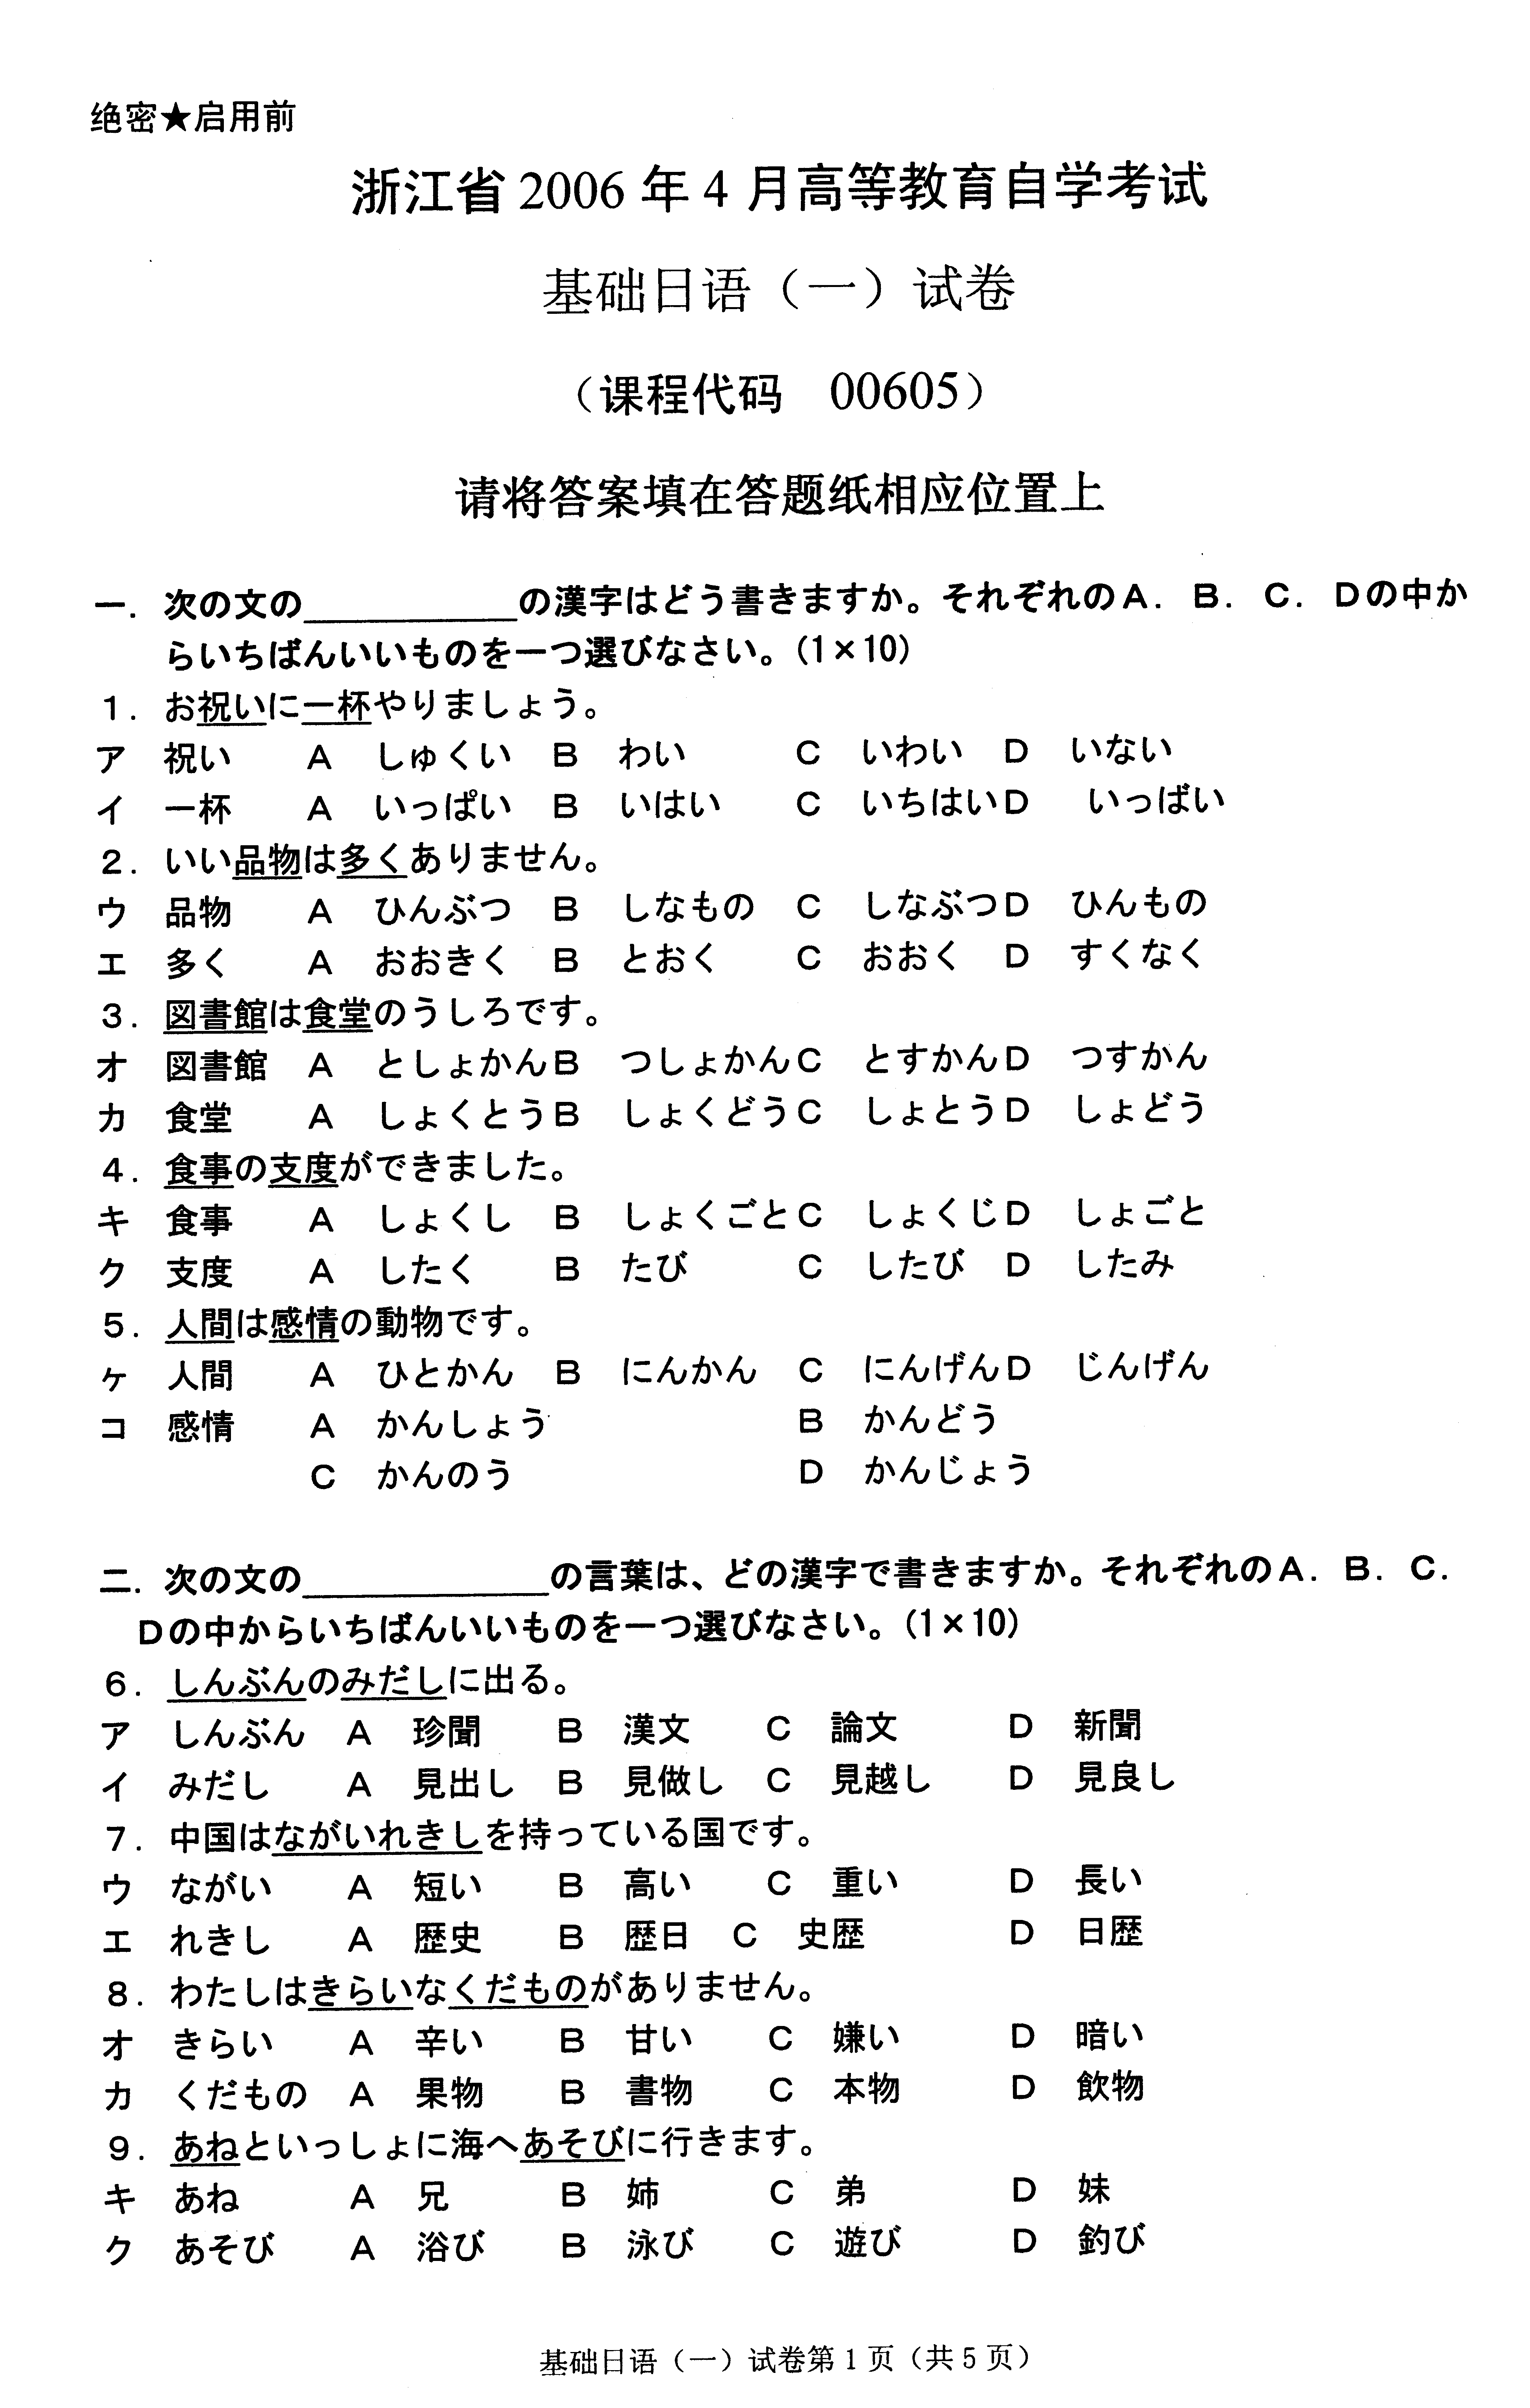 绝密★启用前
浙江省 2006 年 4 月高等教育自学考试
基础日语（一）试卷
（课程代码 00605）
请将答案填在答题纸相应位置上
一．次の文の____________の漢字はどう書きますか。それぞれのA．B．C．Dの中か
らいちばんいいものを一つ選びなさい。(1×10)
1．お祝いに一杯やりましょう。
ア 祝い A しゅくい B わい C いわい D いない
イ 一杯 A いっぱい B いはい C いちはい D いっばい
2．いい品物は多くありません。
ウ 品物 A ひんぶつ B しなもの C しなぶつ D ひんもの
エ 多く A おおきく B とおく C おおく D すくなく
3．図書館は食堂のうしろです。
オ 図書館 A としょかん B つしょかん C とすかん D つすかん
カ 食堂 A しょくとう B しょくどう C しょとう D しょどう
4．食事の支度ができました。
キ 食事 A しょくし B しょくごと C しょくじ D しょごと
ク 支度 A したく B たび C したび D したみ
5．人間は感情の動物です。
ヶ 人間 A ひとかん B にんかん C にんげん D じんげん
コ 感情 A かんしょう B かんどう
C かんのう D かんじょう
二．次の文の______________の言葉は、どの漢字で書きますか。それぞれのA．B．C．
Dの中からいちばんいいものを一つ選びなさい。(1×10)
6．しんぶんのみだしに出る。
ア しんぶん A 珍聞 B 漢文 C 論文 D 新聞
イ みだし A 見出し B 見做し C 見越し D 見良し
7．中国はながいれきしを持っている国です。
ウ ながい A 短い B 高い C 重い D 長い
エ れきし A 歴史 B 歴日 C 史歴 D 日歴
8．わたしはきらいなくだものがありません。
オ きらい A 辛い B 甘い C 嫌い D 暗い
カ くだもの A 果物 B 書物 C 本物 D 飲物
9．あねといっしょに海へあそびに行きます。
キ あね A 兄 B 姉 C 弟 D 妹
ク あそび A 浴び B 泳び C 遊び D 釣び
基础日语（一）试卷第 1 页（共 5 页）